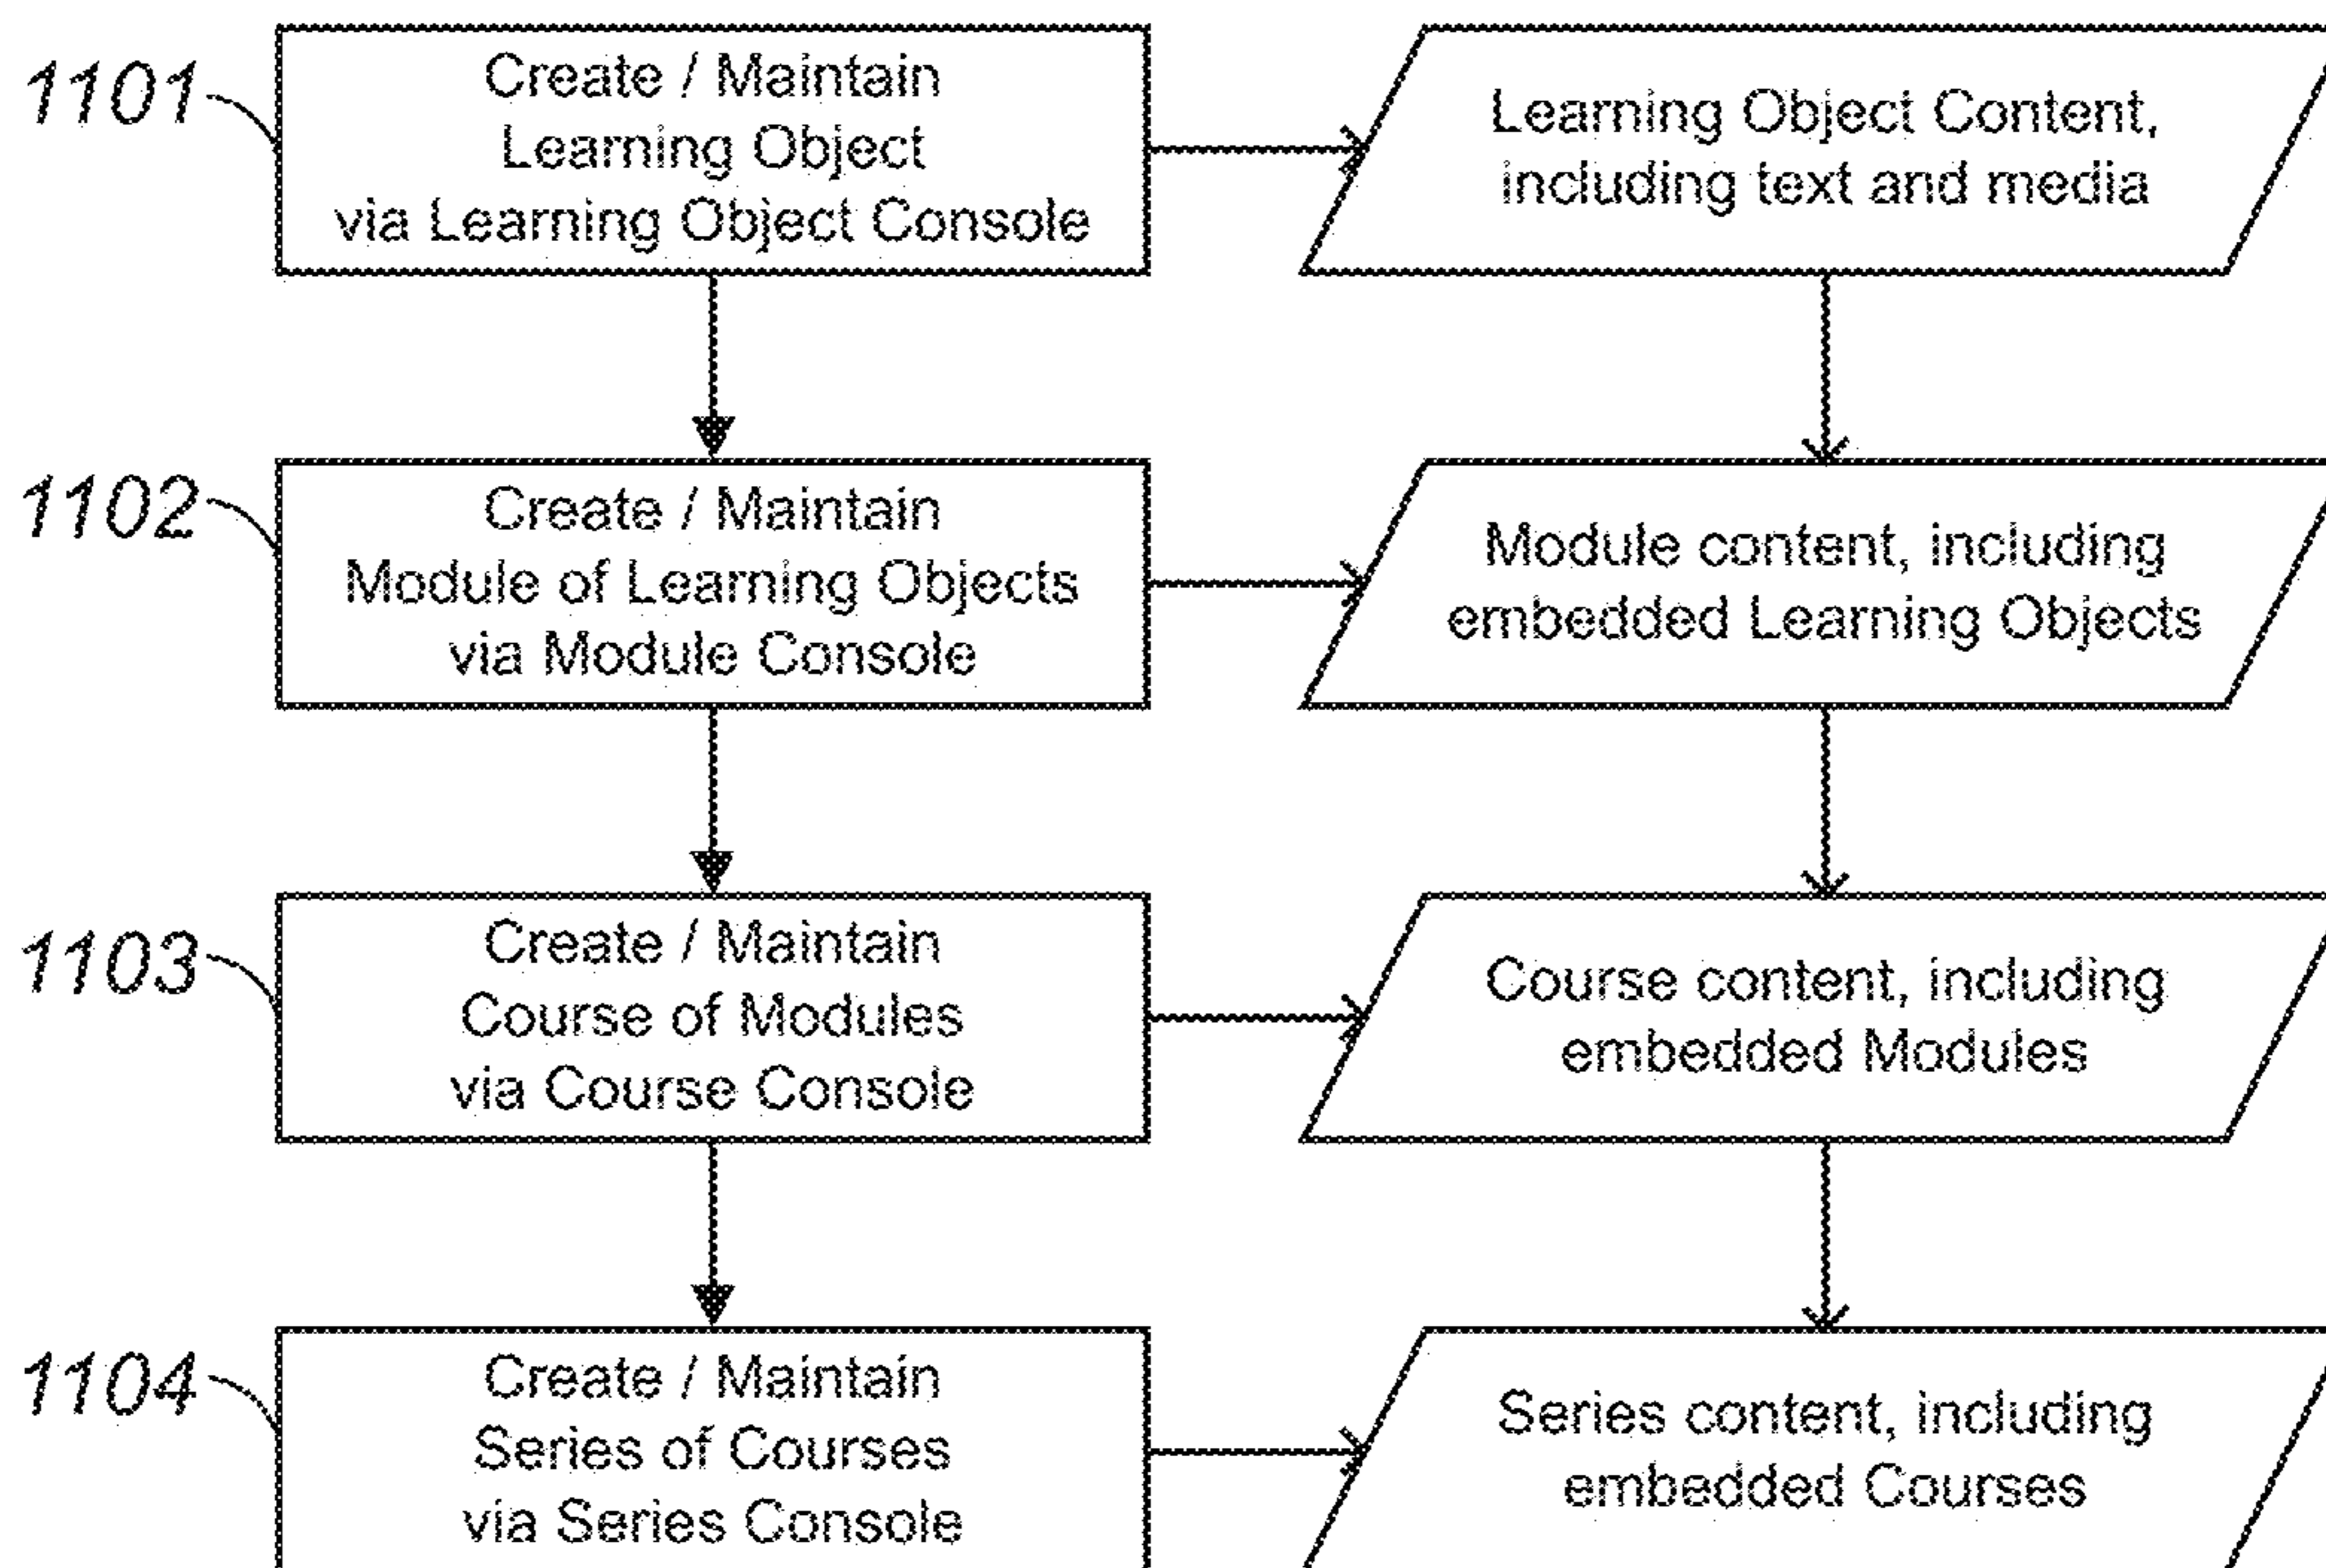 1101
Create / Maintain
Learning Object
via Learning Object Console
Learning Object Content,
including text and media
1102
Create / Maintain
Module of Learning Objects
via Module Console
Module content, including
embedded Learning Objects
1103
Create / Maintain
Course of Modules
via Course Console
Course content, including
embedded Modules
1104
Create / Maintain
Series of Courses
via Series Console
Series content, including
embedded Courses